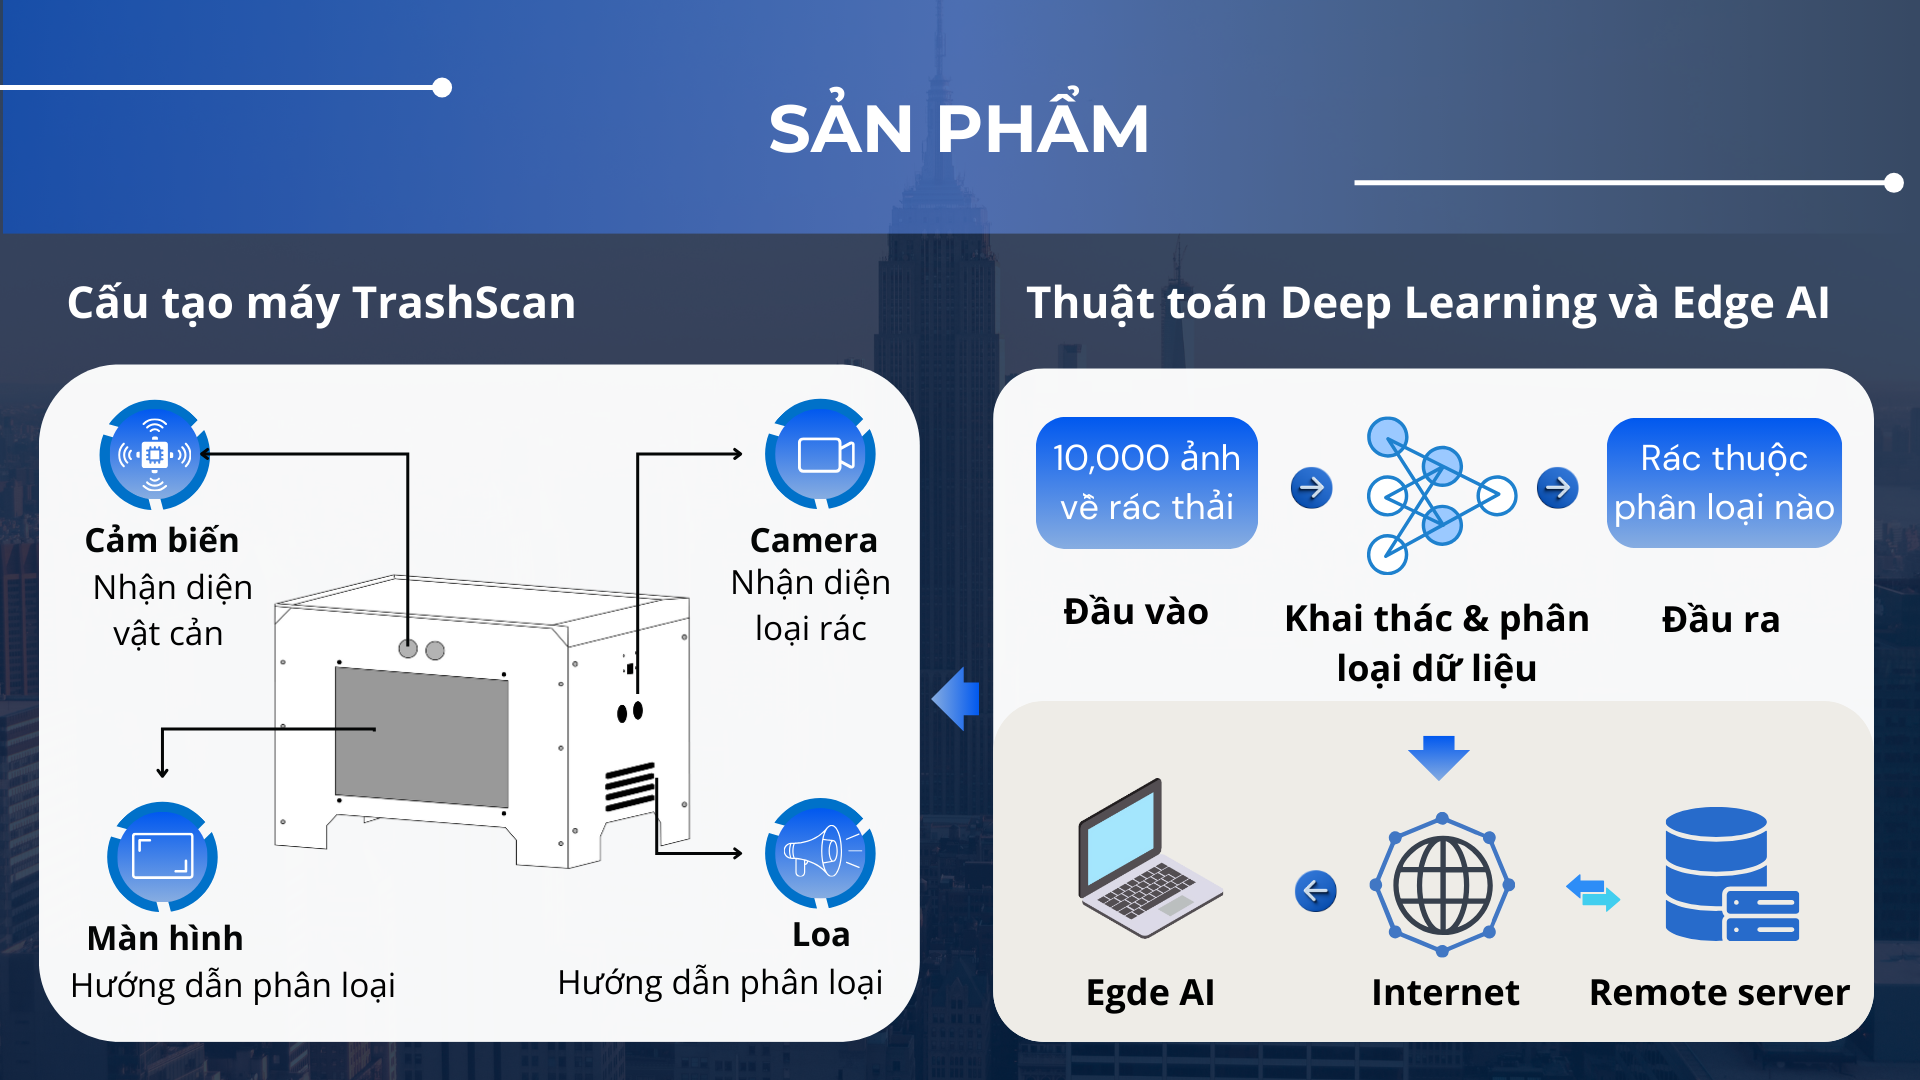 SẢN PHẨM
Cấu tạo máy TrashScan
Cảm biến
Nhận diện
vật cản
Camera
Nhận diện
loại rác
Màn hình
Hướng dẫn phân loại
Loa
Hướng dẫn phân loại
Thuật toán Deep Learning và Edge AI
10,000 ảnh
về rác thải
Rác thuộc
phân loại nào
Đầu vào
Khai thác & phân
loại dữ liệu
Đầu ra
Egde AI
Internet
Remote server